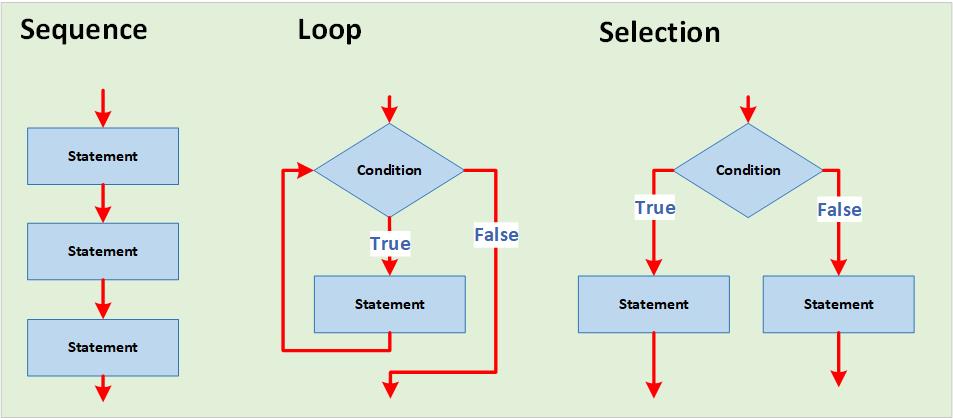 Sequence
Statement
Statement
Statement
Loop
Condition
True
False
Statement
Selection
Condition
True
False
Statement
Statement